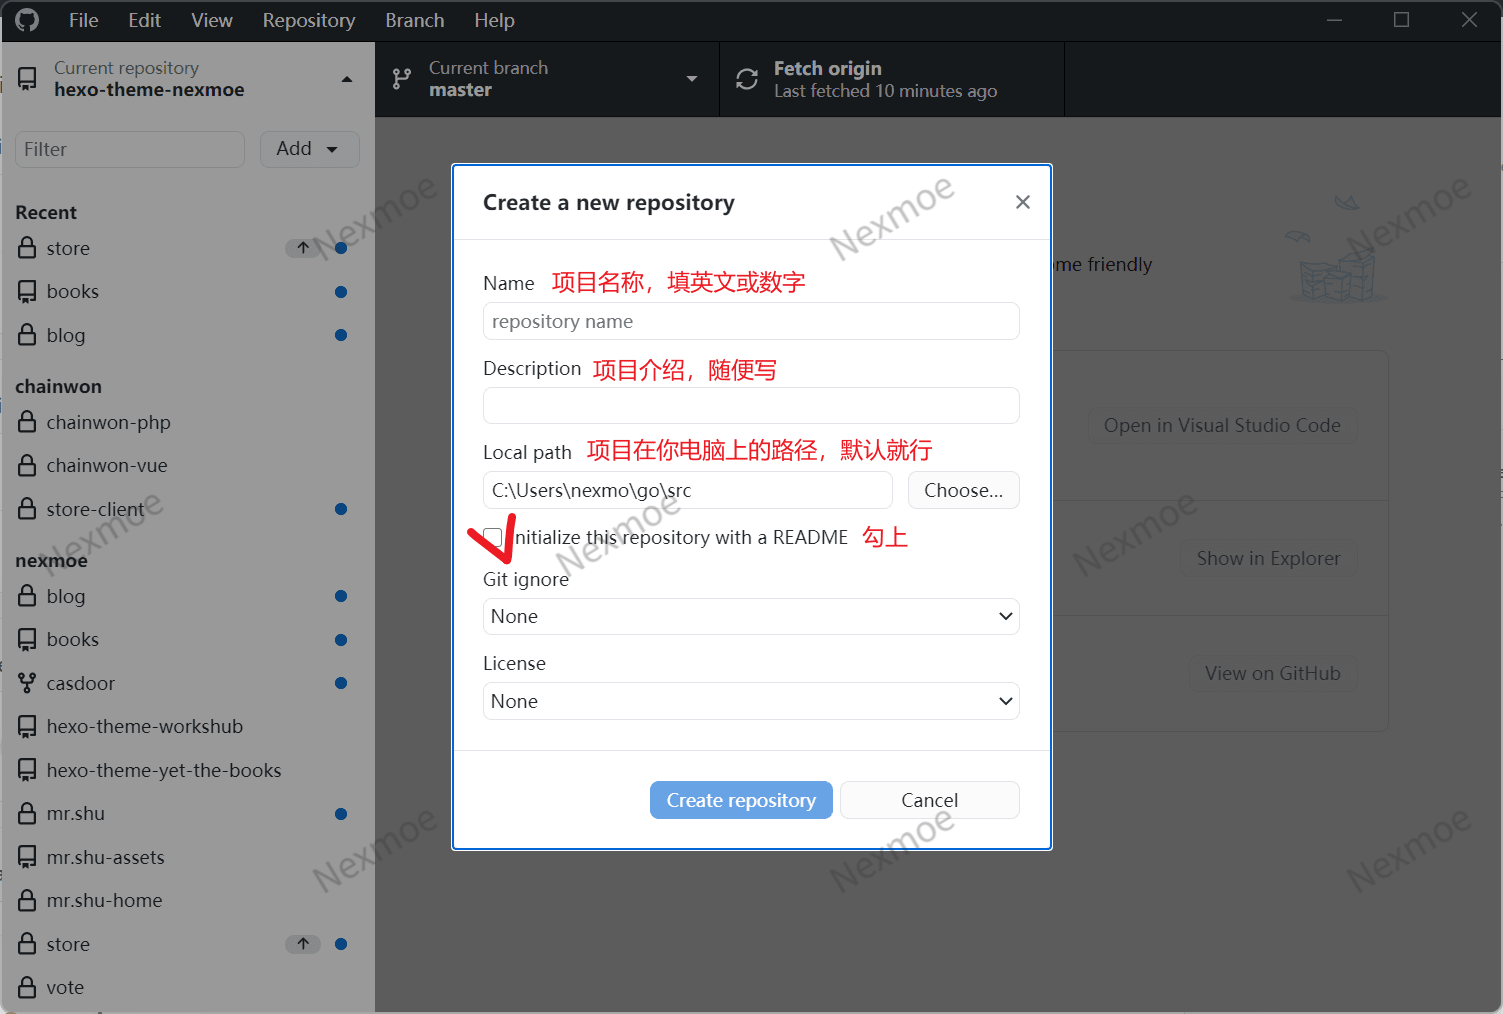 File Edit View Repository Branch Help
Current repository
hexo-theme-nexmoe
Current branch
master
Fetch origin
Last fetched 10 minutes ago
Filter
Add
Recent
store
books
blog
chainwon
chainwon-php
chainwon-vue
store-client
nexmoe
blog
books
casdoor
hexo-theme-workshub
hexo-theme-yet-the-books
mr.shu
mr.shu-assets
mr.shu-home
store
vote
Create a new repository
Name 项目名称，填英文或数字
repository name
Description 项目介绍，随便写
Local path 项目在你电脑上的路径，默认就行
C:\Users\nexmo\go\src
Choose...
Initialize this repository with a README 勾上
Git ignore
None
License
None
Create repository
Cancel
me friendly
Open in Visual Studio Code
Show in Explorer
View on GitHub
Nexmoe
Nexmoe
Nexmoe
Nexmoe
Nexmoe
Nexmoe
Nexmoe
Nexmoe
Nexmoe